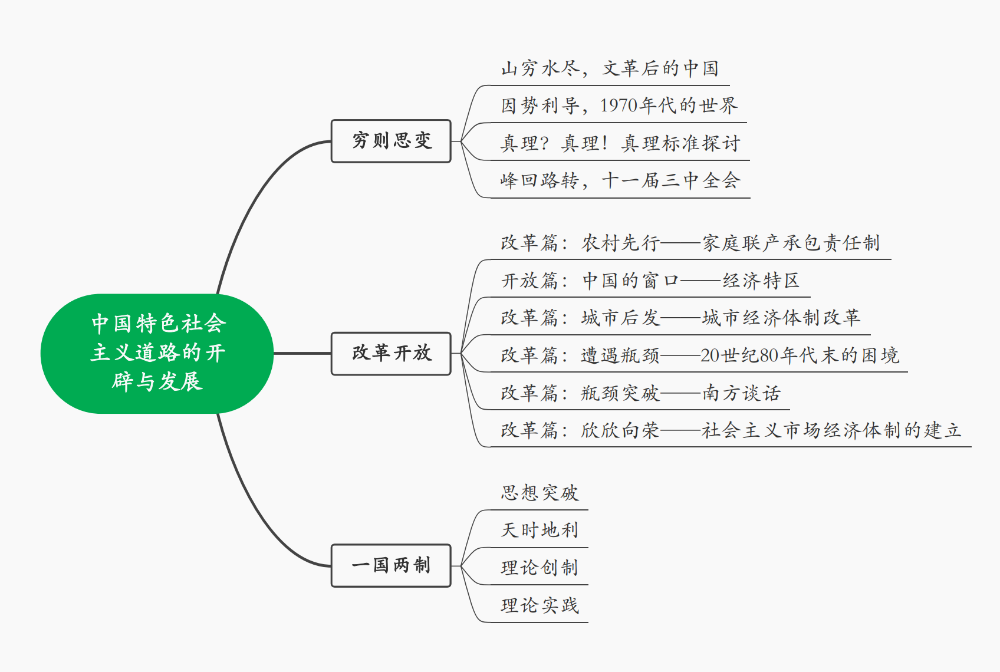 中国特色社会
主义道路的开
辟与发展
穷则思变
山穷水尽，文革后的中国
因势利导，1970年代的世界
真理？真理！真理标准探讨
峰回路转，十一届三中全会
改革开放
改革篇：农村先行——家庭联产承包责任制
开放篇：中国的窗口——经济特区
改革篇：城市后发——城市经济体制改革
改革篇：遭遇瓶颈——20世纪80年代末的困境
改革篇：瓶颈突破——南方谈话
改革篇：欣欣向荣——社会主义市场经济体制的建立
一国两制
思想突破
天时地利
理论创制
理论实践